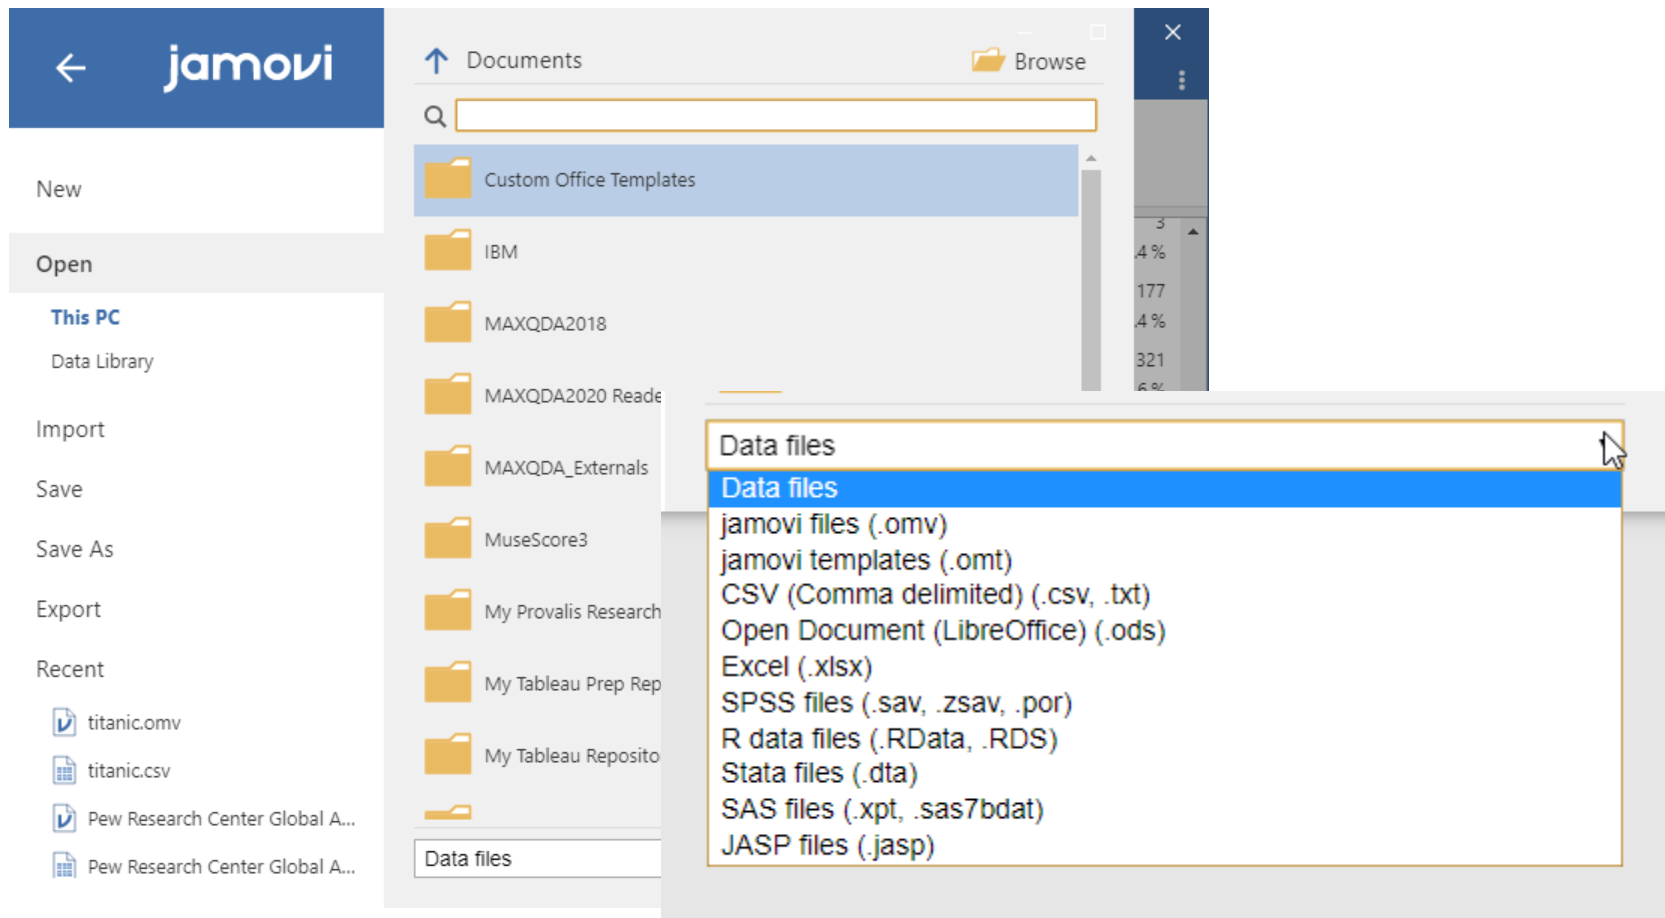 jamovi
New
Open
This PC
Data Library
Import
Save
Save As
Export
Recent
titanic.omv
titanic.csv
Pew Research Center Global A...
Pew Research Center Global A...
Documents
Browse
Custom Office Templates
IBM
MAXQDA2018
MAXQDA2020 Reade
MAXQDA_Externals
MuseScore3
My Provalis Research
My Tableau Prep Rep
My Tableau Reposito
Data files
3
.4 %
177
.4 %
321
6 %
Data files
Data files
jamovi files (.omv)
jamovi templates (.omt)
CSV (Comma delimited) (.csv, .txt)
Open Document (LibreOffice) (.ods)
Excel (.xlsx)
SPSS files (.sav, .zsav, .por)
R data files (.RData, .RDS)
Stata files (.dta)
SAS files (.xpt, .sas7bdat)
JASP files (.jasp)